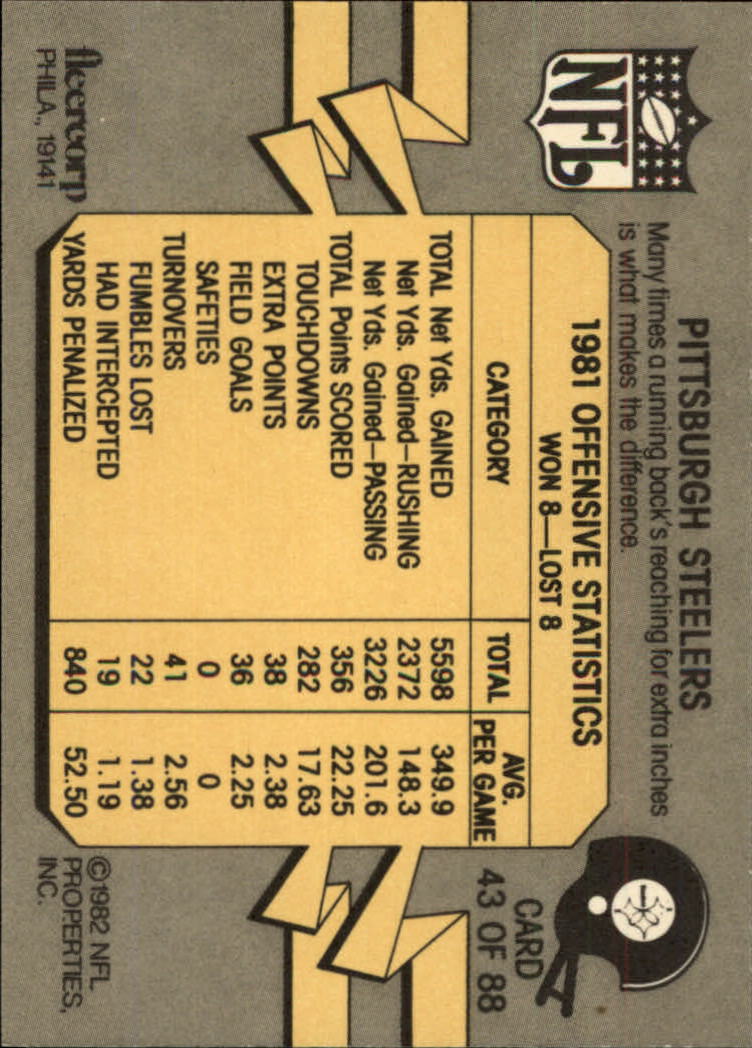 PITTSBURGH STEELERS
Many times a running back's reaching for extra inches
is what makes the difference.
NFL
1981 OFFENSIVE STATISTICS
WON 8—LOST 8
CATEGORY TOTAL AVG. PER GAME
TOTAL Net Yds. GAINED 5598 349.9
Net Yds. Gained—RUSHING 2372 148.3
Net Yds. Gained—PASSING 3226 201.6
TOTAL Points SCORED 356 22.25
TOUCHDOWNS 282 17.63
EXTRA POINTS 38 2.38
FIELD GOALS 36 2.25
SAFETIES 0 0
TURNOVERS 41 2.56
FUMBLES LOST 22 1.38
HAD INTERCEPTED 19 1.19
YARDS PENALIZED 840 52.50
CARD
43 OF 88
fleercorp
PHILA., 19141
©1982 NFL
PROPERTIES,
INC.